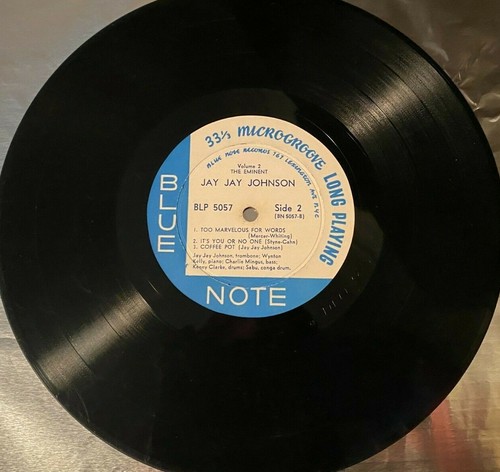 33⅓ MICROGROOVE LONG PLAYING
BLUE NOTE RECORDS 767 LEXINGTON AVE NYC
Volume 2
THE EMINENT
JAY JAY JOHNSON
BLP 5057
Side 2
(BN 5057-B)
1. TOO MARVELOUS FOR WORDS
(Mercer-Whiting)
2. IT'S YOU OR NO ONE (Styne-Cahn)
3. COFFEE POT (Jay Jay Johnson)
Jay Jay Johnson, trombone; Wynton
Kelly, piano; Charlie Mingus, bass;
Kenny Clarke, drums; Sabu, conga drum.
BLUE
NOTE